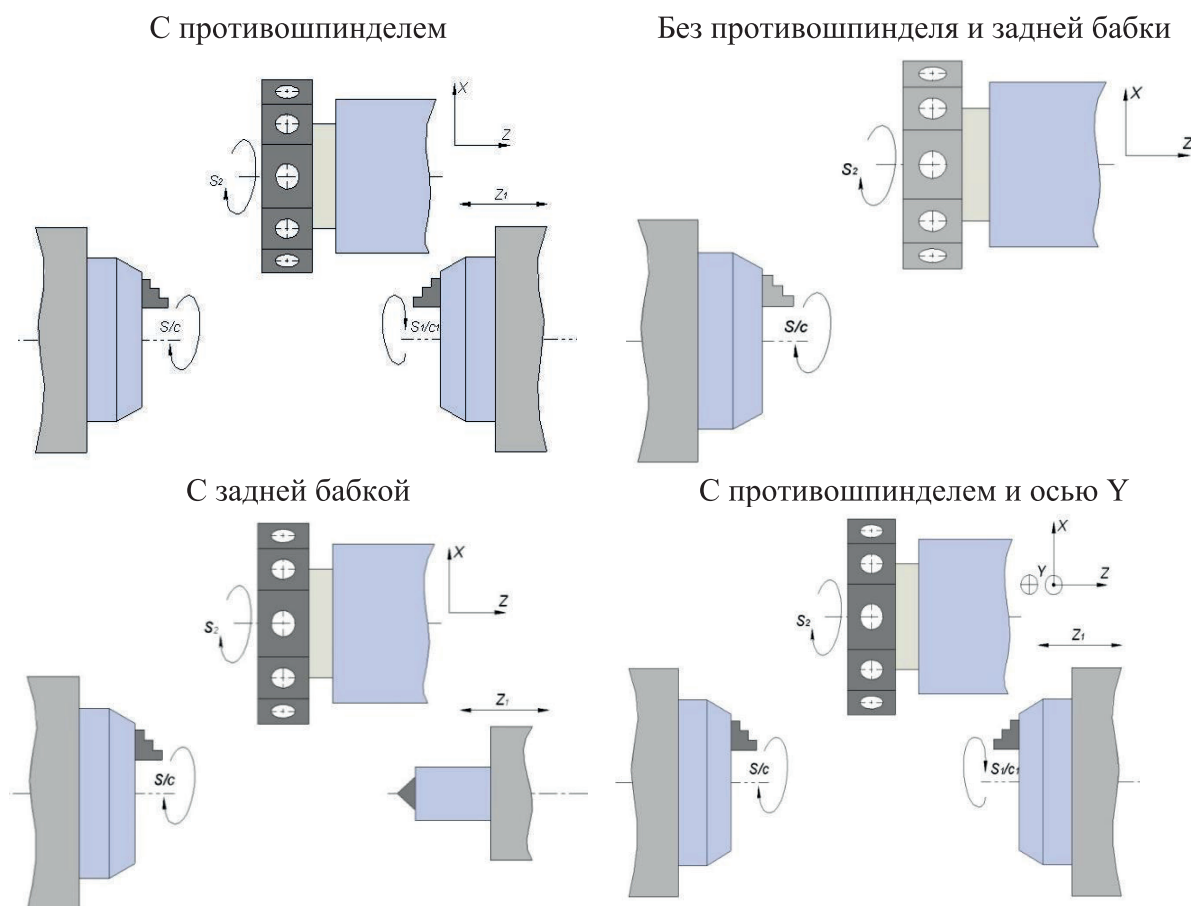 С противошпинделем
Без противошпинделя и задней бабки
X
Z
S2
Z1
S/c
S1/c1
X
Z
S2
S/c
С задней бабкой
С противошпинделем и осью Y
X
Z
S2
Z1
S/c
X
Y
Z
S2
Z1
S/c
S1/c1